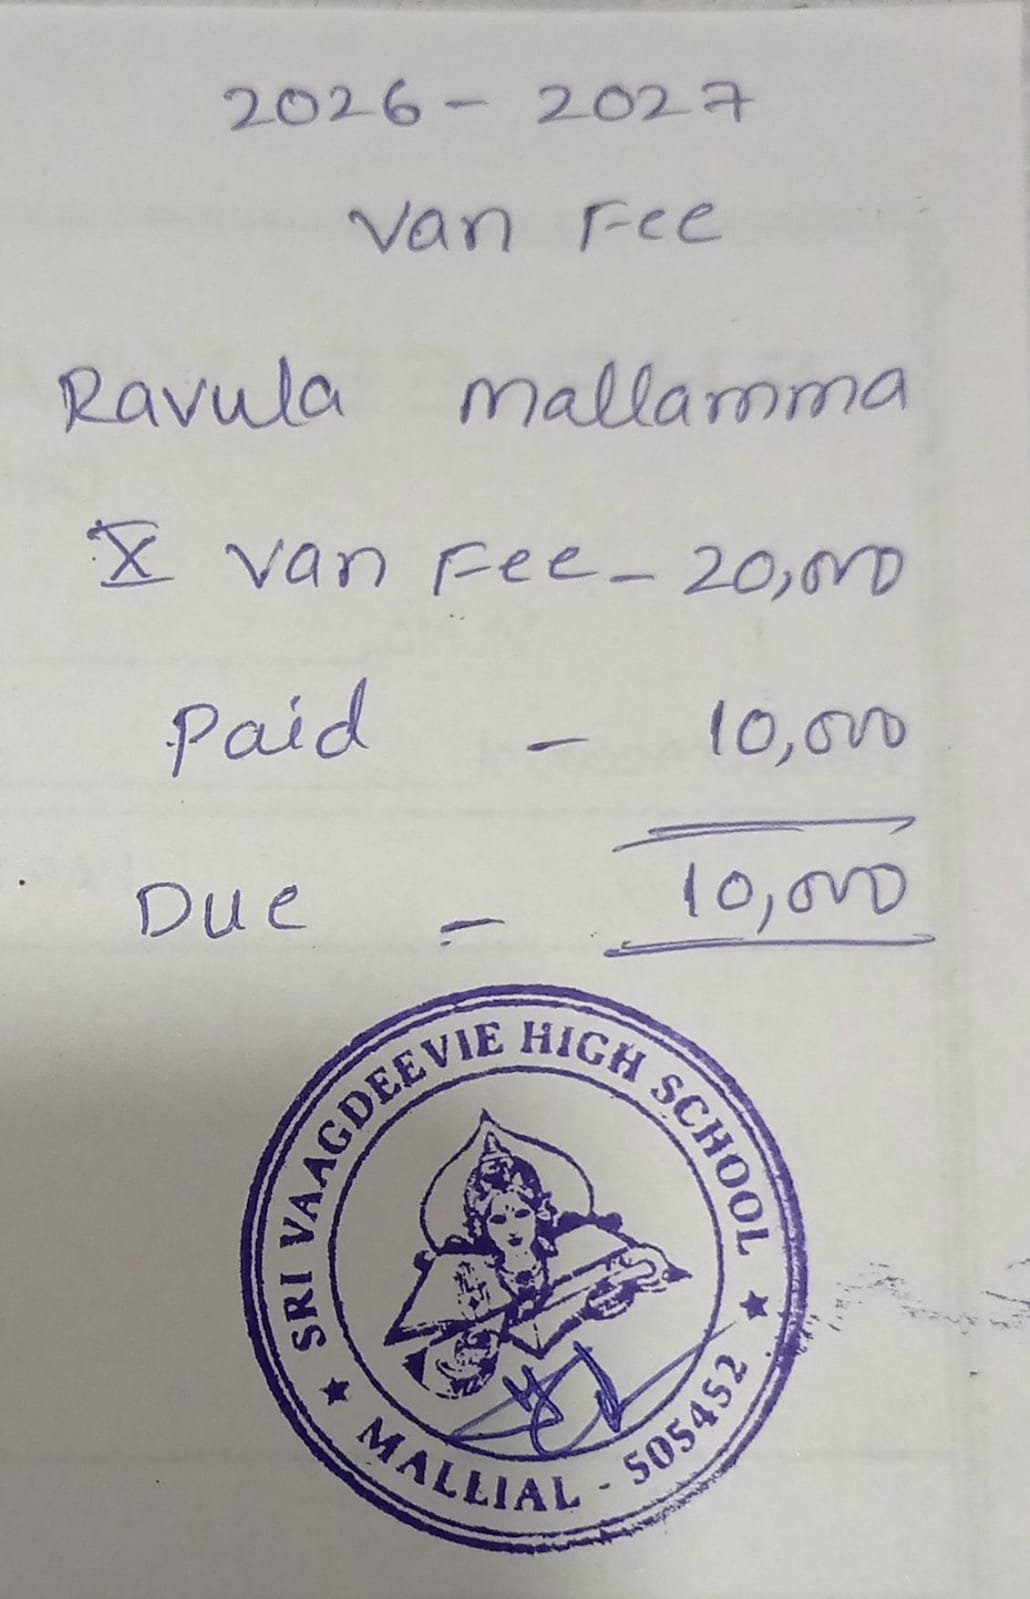 2026 - 2027
Van Fee
Ravula Mallamma
X Van Fee - 20,000
Paid - 10,000
Due - 10,000
SRI VAAGDEEVIE HIGH SCHOOL
MALLIAL - 505452